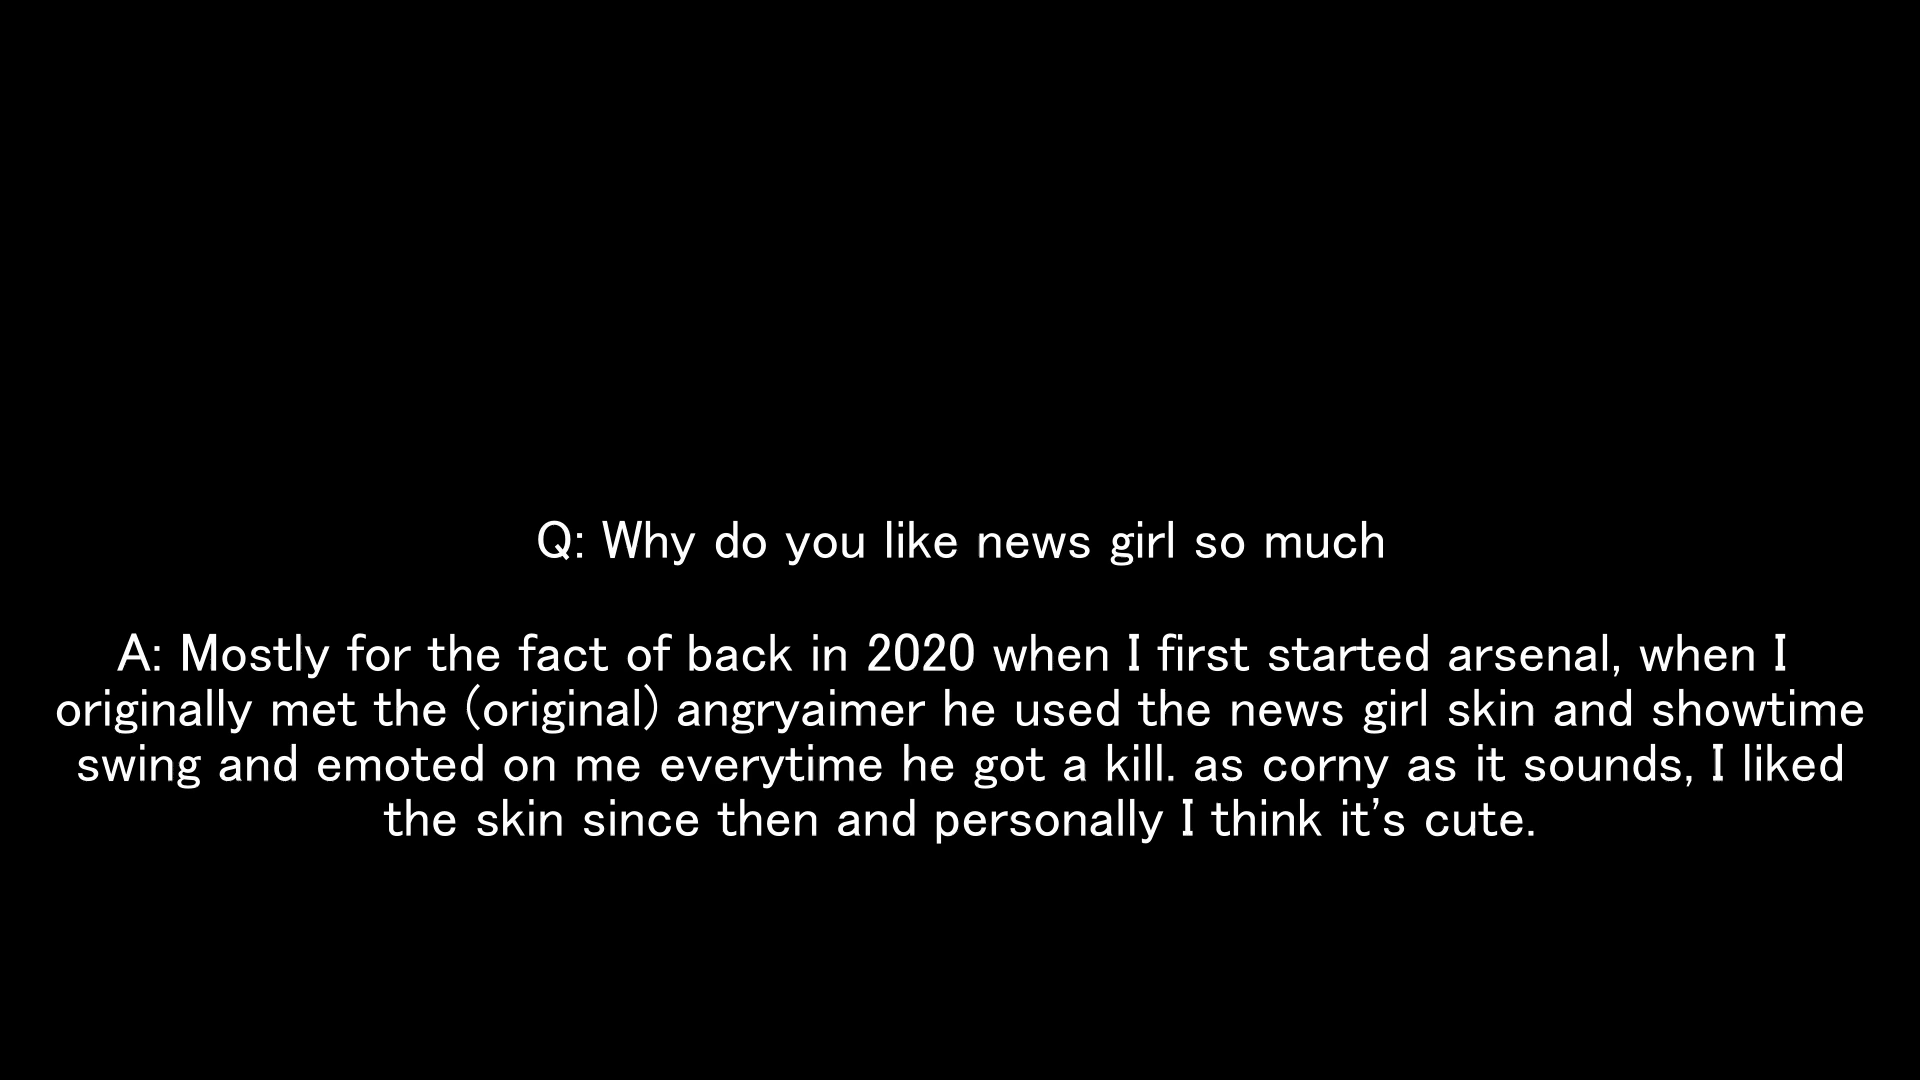 Q: Why do you like news girl so much
A: Mostly for the fact of back in 2020 when I first started arsenal, when I
originally met the (original) angryaimer he used the news girl skin and showtime
swing and emoted on me everytime he got a kill. as corny as it sounds, I liked
the skin since then and personally I think it's cute.